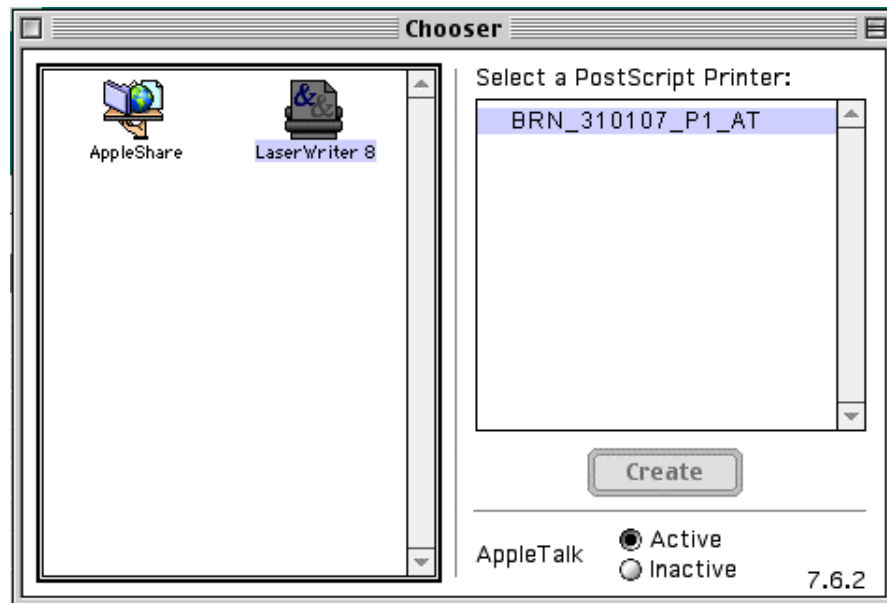 Chooser
AppleShare
LaserWriter 8
Select a PostScript Printer:
BRN_310107_P1_AT
Create
AppleTalk
Active
Inactive
7.6.2